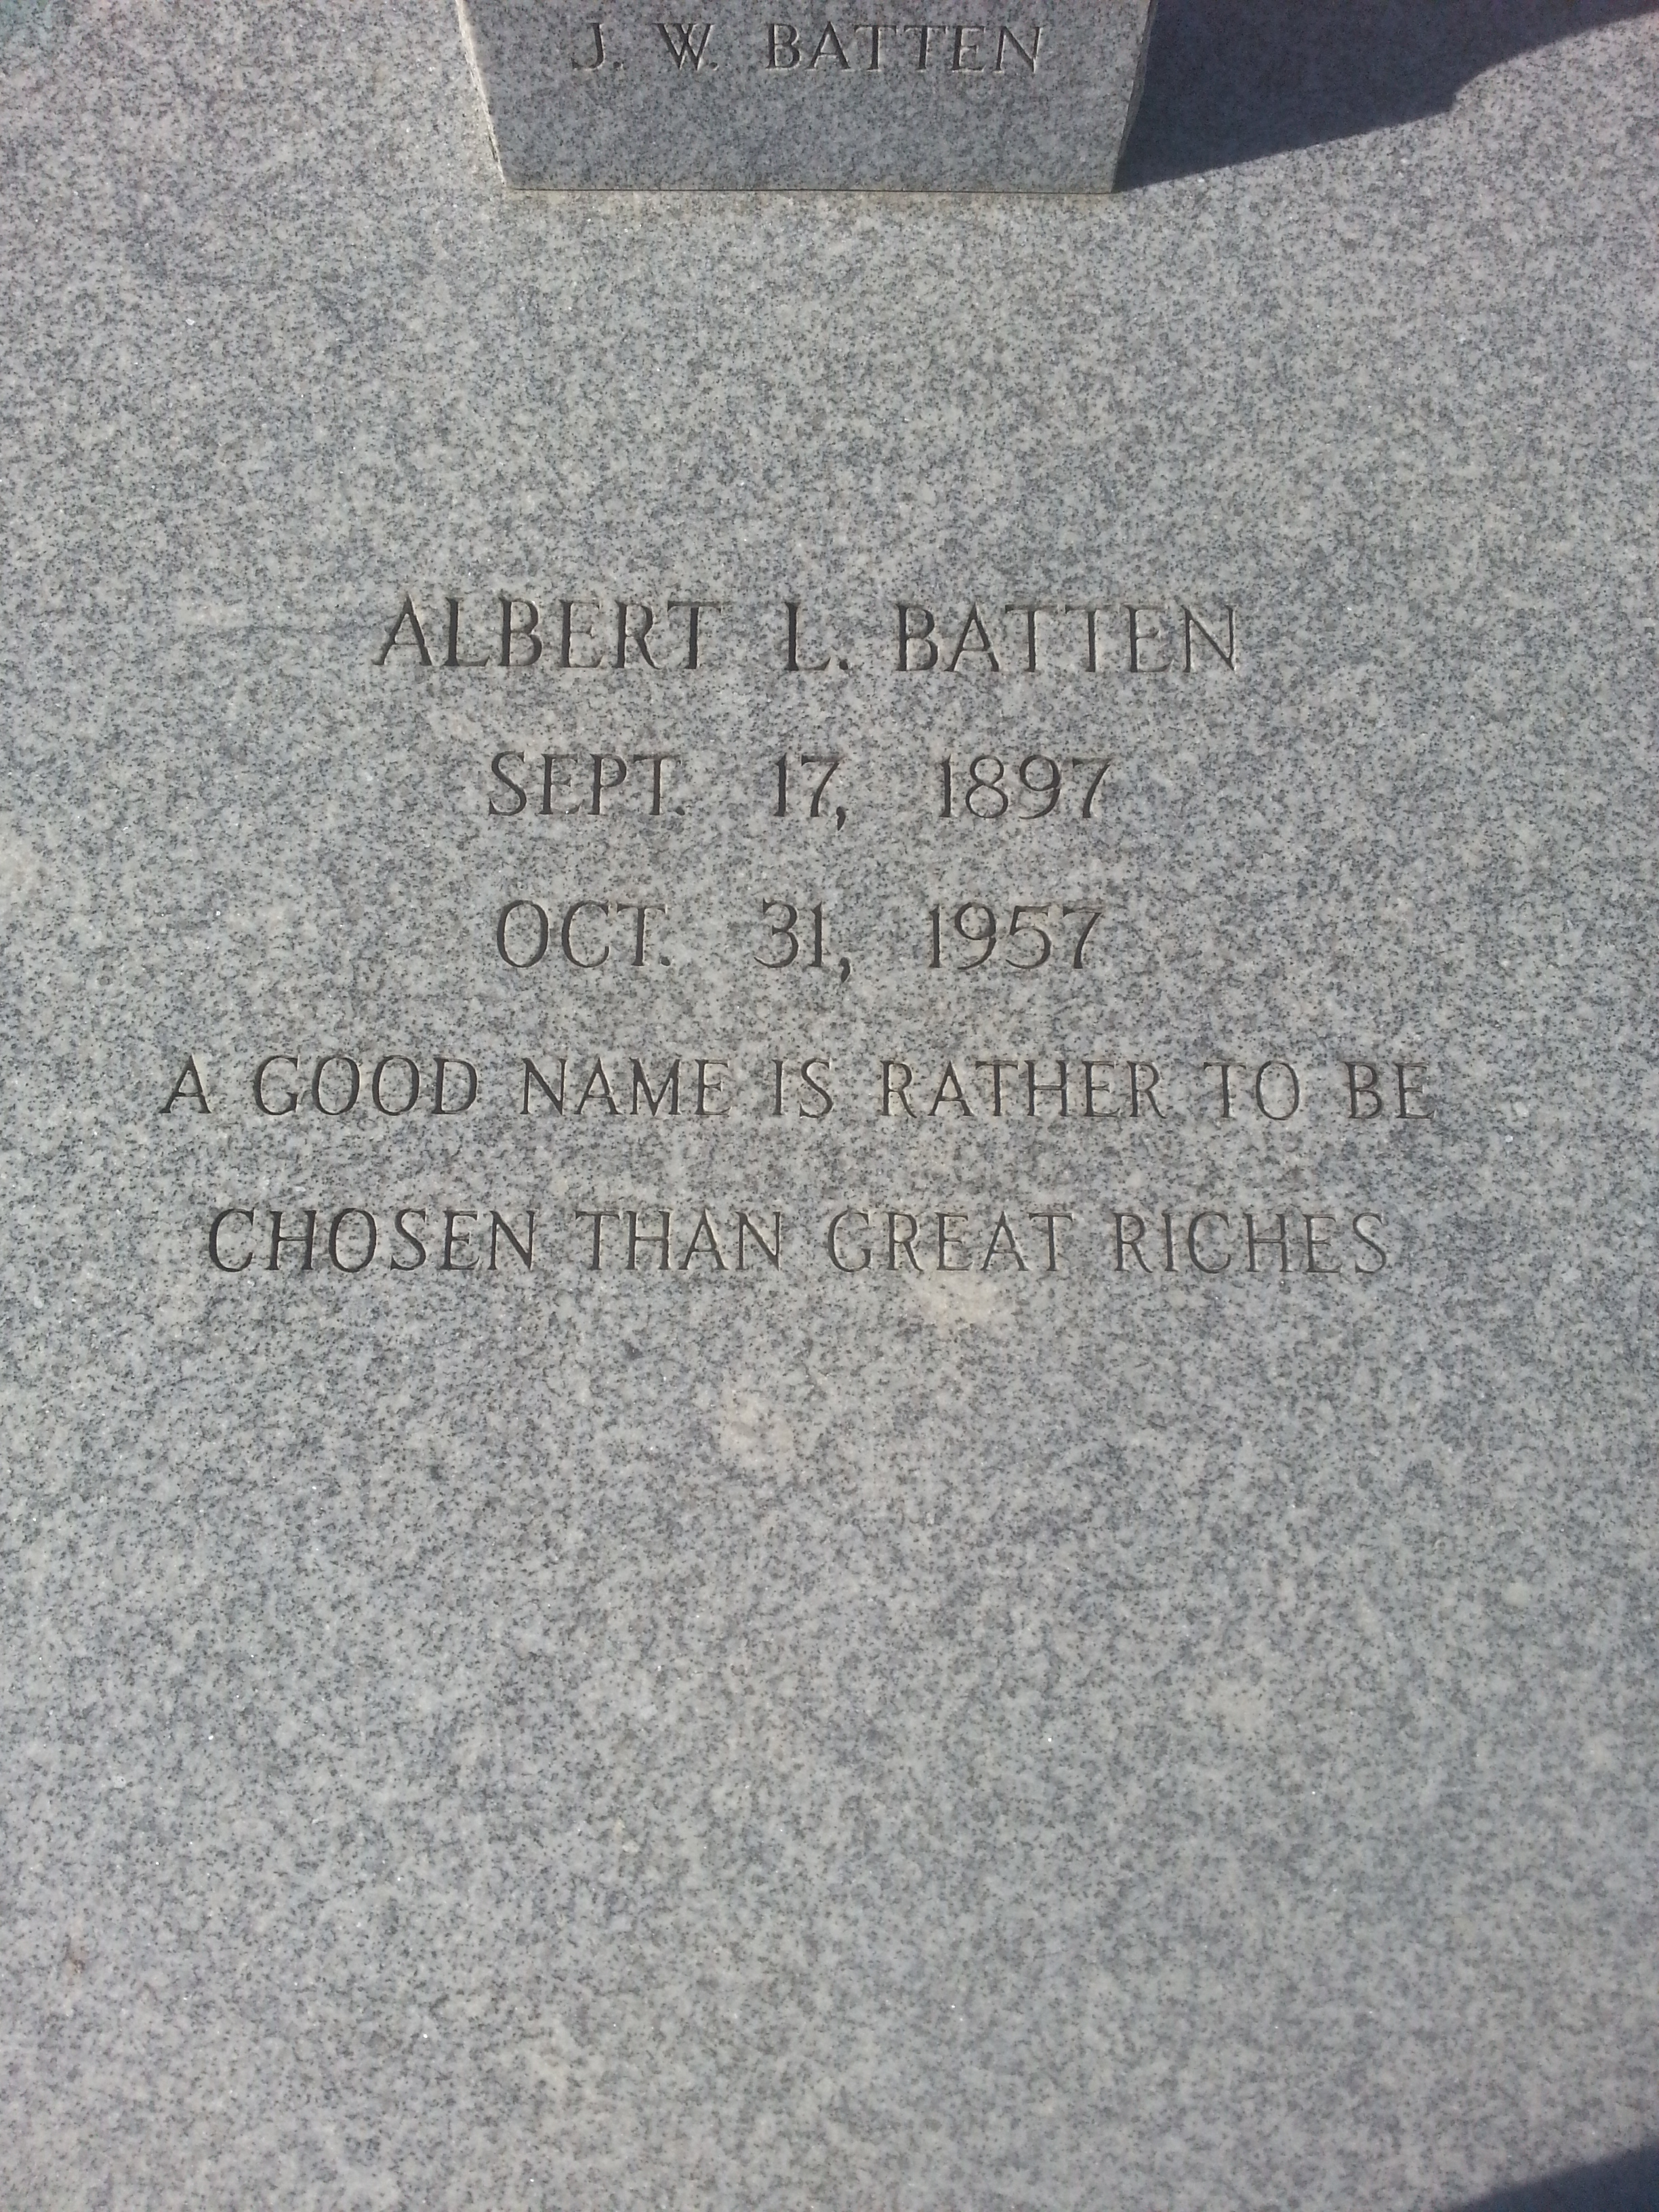 J. W. BATTEN
ALBERT L. BATTEN
SEPT. 17, 1897
OCT. 31, 1957
A GOOD NAME IS RATHER TO BE
CHOSEN THAN GREAT RICHES